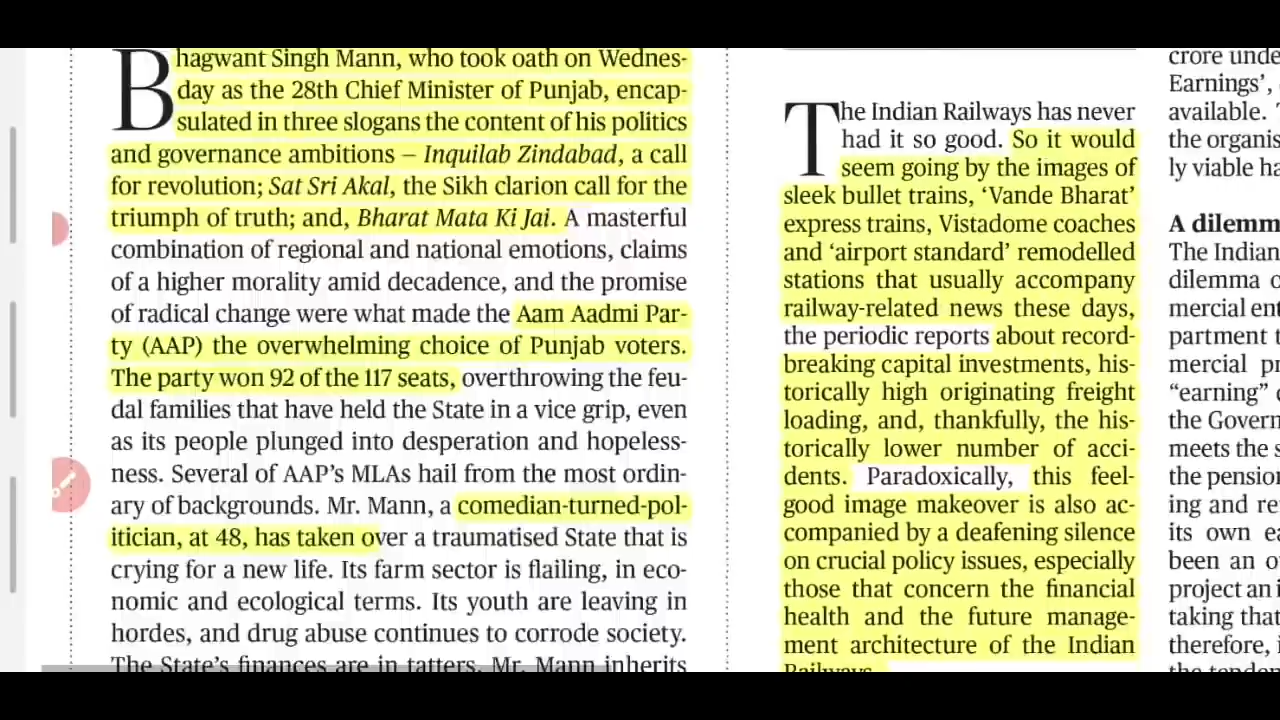 Bhagwant Singh Mann, who took oath on Wednes-
day as the 28th Chief Minister of Punjab, encap-
sulated in three slogans the content of his politics
and governance ambitions – Inquilab Zindabad, a call
for revolution; Sat Sri Akal, the Sikh clarion call for the
triumph of truth; and, Bharat Mata Ki Jai. A masterful
combination of regional and national emotions, claims
of a higher morality amid decadence, and the promise
of radical change were what made the Aam Aadmi Par-
ty (AAP) the overwhelming choice of Punjab voters.
The party won 92 of the 117 seats, overthrowing the feu-
dal families that have held the State in a vice grip, even
as its people plunged into desperation and hopeless-
ness. Several of AAP's MLAs hail from the most ordin-
ary of backgrounds. Mr. Mann, a comedian-turned-pol-
itician, at 48, has taken over a traumatised State that is
crying for a new life. Its farm sector is flailing, in eco-
nomic and ecological terms. Its youth are leaving in
hordes, and drug abuse continues to corrode society.
The State's finances are in tatters. Mr. Mann inherits
The Indian Railways has never
had it so good. So it would
seem going by the images of
sleek bullet trains, 'Vande Bharat'
express trains, Vistadome coaches
and 'airport standard' remodelled
stations that usually accompany
railway-related news these days,
the periodic reports about record-
breaking capital investments, his-
torically high originating freight
loading, and, thankfully, the his-
torically lower number of acci-
dents. Paradoxically, this feel-
good image makeover is also ac-
companied by a deafening silence
on crucial policy issues, especially
those that concern the financial
health and the future manage-
ment architecture of the Indian
Railways.
crore unde
Earnings',
available.
the organis
ly viable ha
A dilemm
The Indian
dilemma o
mercial ent
partment t
mercial pr
"earning" c
the Govern
meets the s
the pension
ing and re
its own ea
been an o
project an i
taking that
therefore, i
the tenden